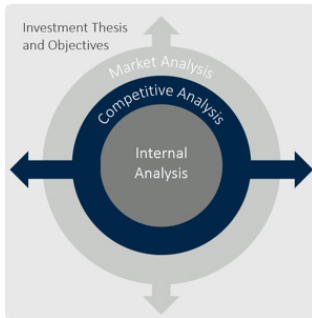 Investment Thesis
and Objectives
Market Analysis
Competitive Analysis
Internal
Analysis